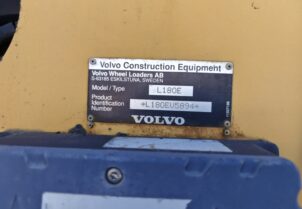 Volvo Construction Equipment
Volvo Wheel Loaders AB
S-63185 ESKILSTUNA, SWEDEN
Model / Type L180E
Product
Identification *L180EV5894*
Number
VOLVO